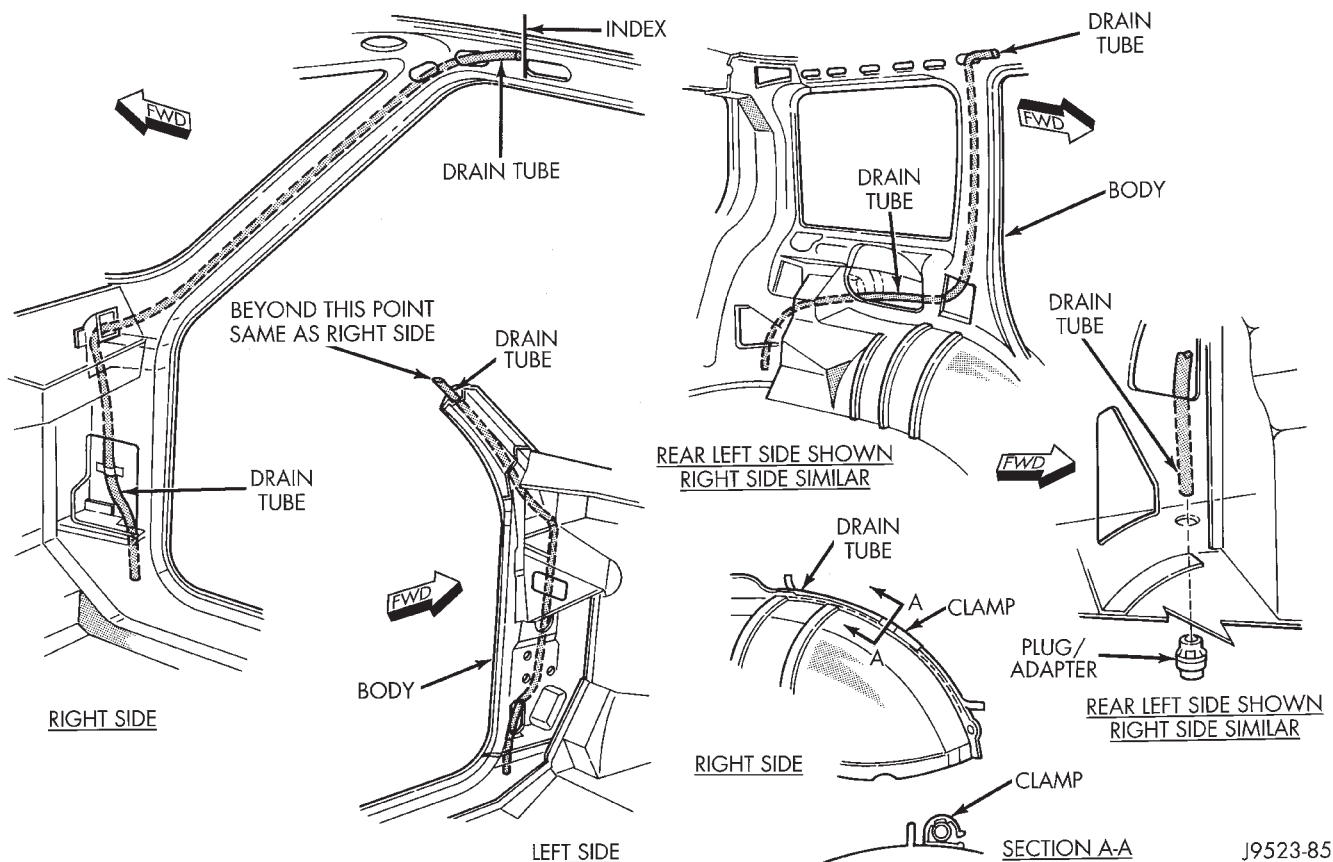 INDEX
FWD
DRAIN TUBE
BEYOND THIS POINT
SAME AS RIGHT SIDE
DRAIN
TUBE
DRAIN
TUBE
FWD
BODY
RIGHT SIDE
LEFT SIDE
DRAIN
TUBE
FWD
DRAIN
TUBE
BODY
DRAIN
TUBE
REAR LEFT SIDE SHOWN
RIGHT SIDE SIMILAR
FWD
DRAIN
TUBE
A
CLAMP
A
PLUG/
ADAPTER
REAR LEFT SIDE SHOWN
RIGHT SIDE SIMILAR
RIGHT SIDE
CLAMP
SECTION A-A
J9523-85